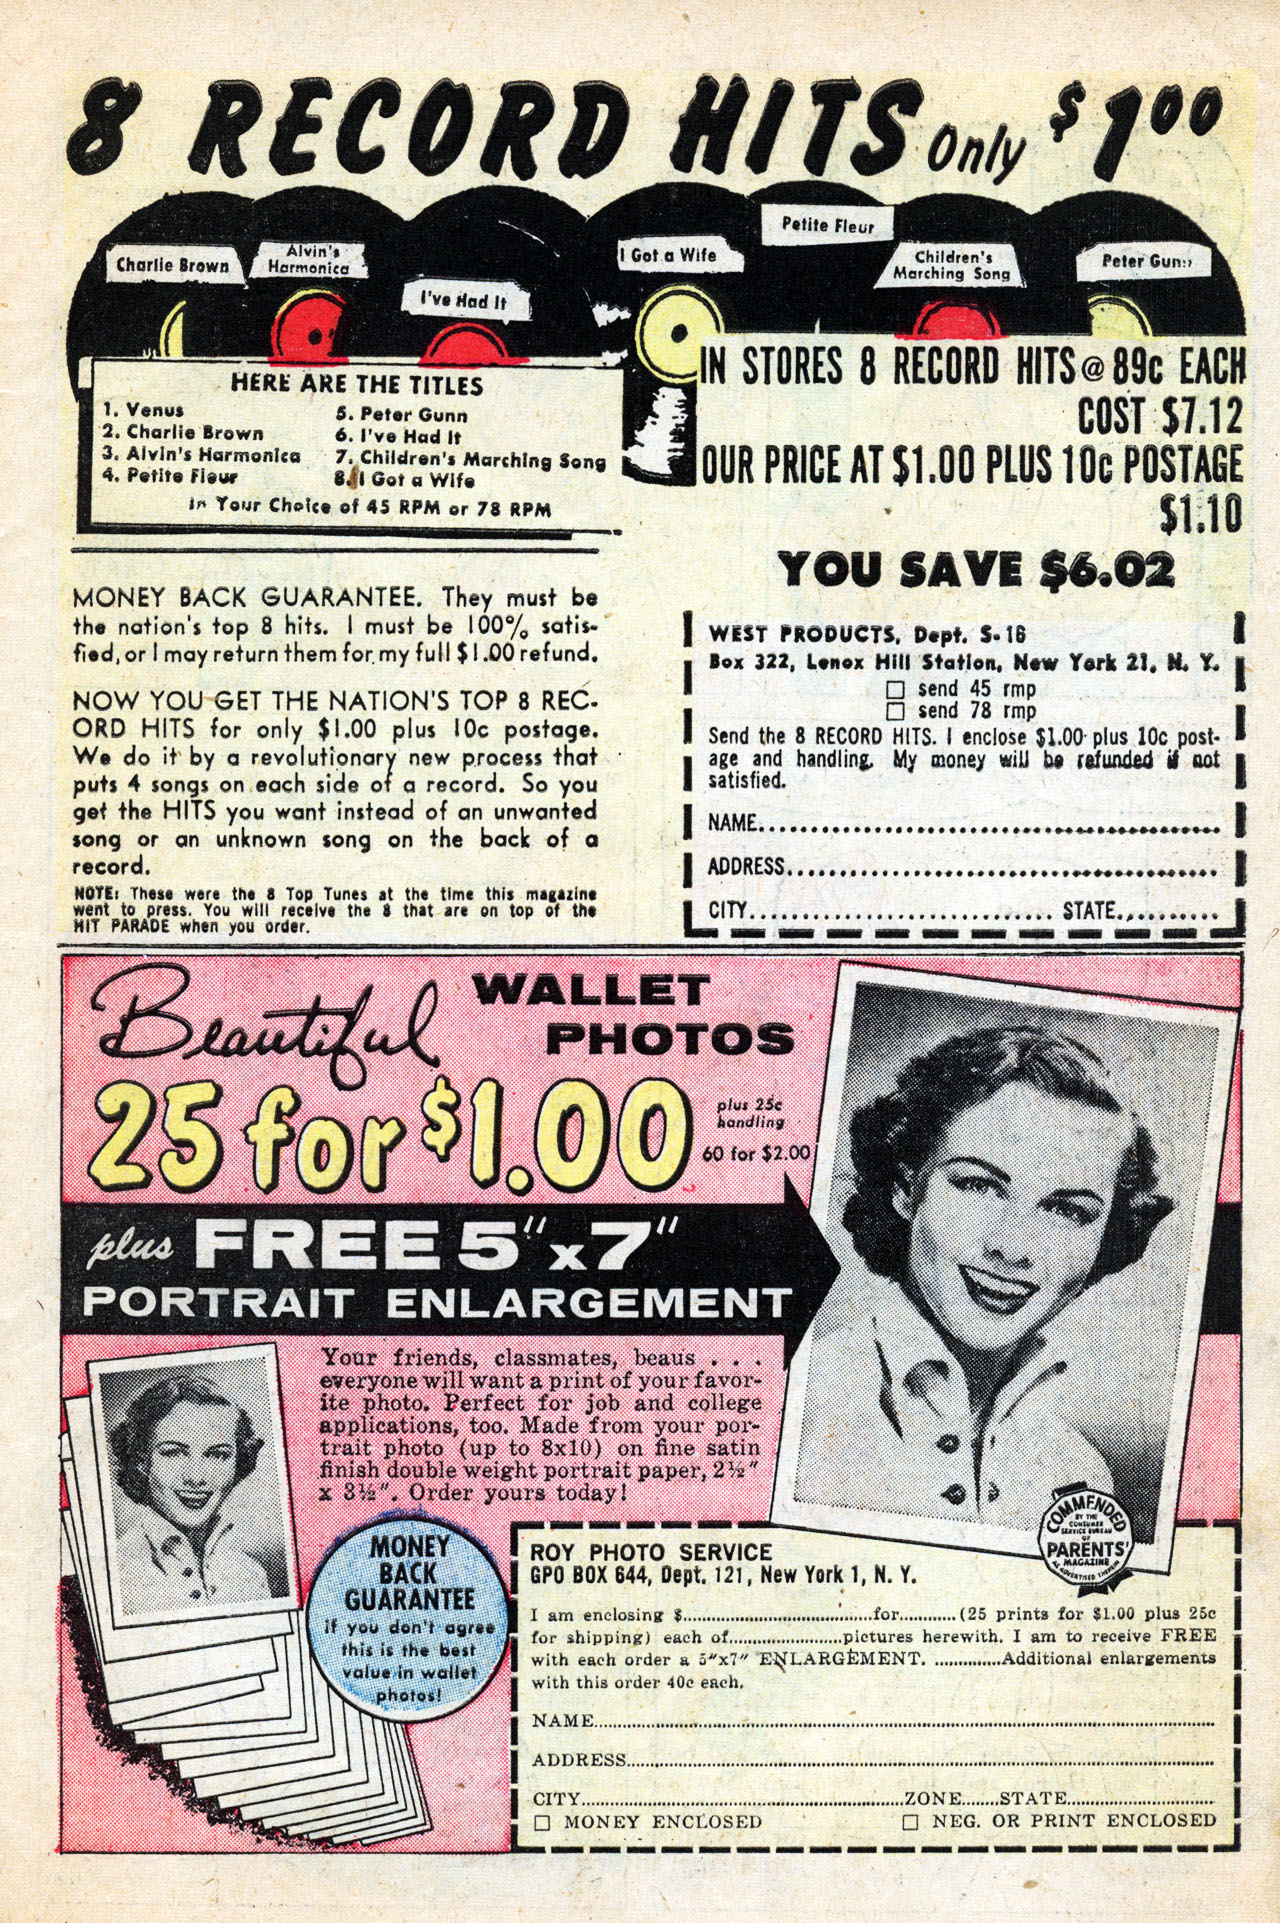 8 RECORD HITS Only $1.00
Charlie Brown
Alvin's
Harmonica
I've Had It
I Got a Wife
Petite Fleur
Children's
Marching Song
Peter Gunn
HERE ARE THE TITLES
1. Venus
2. Charlie Brown
3. Alvin's Harmonica
4. Petite Fleur
5. Peter Gunn
6. I've Had It
7. Children's Marching Song
8. I Got a Wife
In Your Choice of 45 RPM or 78 RPM
IN STORES 8 RECORD HITS @ 89c EACH
COST $7.12
OUR PRICE AT $1.00 PLUS 10c POSTAGE
$1.10
YOU SAVE $6.02
MONEY BACK GUARANTEE. They must be
the nation's top 8 hits. I must be 100% satis-
fied, or I may return them for my full $1.00 refund.
NOW YOU GET THE NATION'S TOP 8 REC-
ORD HITS for only $1.00 plus 10c postage.
We do it by a revolutionary new process that
puts 4 songs on each side of a record. So you
get the HITS you want instead of an unwanted
song or an unknown song on the back of a
record.
NOTE: These were the 8 Top Tunes at the time this magazine
went to press. You will receive the 8 that are on top of the
HIT PARADE when you order.
WEST PRODUCTS, Dept. S-16
Box 322, Lenox Hill Station, New York 21, N. Y.
☐ send 45 rmp
☐ send 78 rmp
Send the 8 RECORD HITS. I enclose $1.00 plus 10c post-
age and handling. My money will be refunded if not
satisfied.
NAME
ADDRESS
CITY STATE
Beautiful WALLET
PHOTOS
25 for $1.00
plus 25c
handling
60 for $2.00
plus FREE 5" x 7"
PORTRAIT ENLARGEMENT
Your friends, classmates, beaus . . .
everyone will want a print of your favor-
ite photo. Perfect for job and college
applications, too. Made from your por-
trait photo (up to 8x10) on fine satin
finish double weight portrait paper, 2½"
x 3½". Order yours today!
MONEY
BACK
GUARANTEE
if you don't agree
this is the best
value in wallet
photos!
COMMENDED
BY THE
CONSUMER
SERVICE BUREAU
OF
PARENTS'
MAGAZINE
AS ADVERTISED THEREIN
ROY PHOTO SERVICE
GPO BOX 644, Dept. 121, New York 1, N. Y.
I am enclosing $ for (25 prints for $1.00 plus 25c
for shipping) each of pictures herewith. I am to receive FREE
with each order a 5"x7" ENLARGEMENT. Additional enlargements
with this order 40c each.
NAME
ADDRESS
CITY ZONE STATE
☐ MONEY ENCLOSED ☐ NEG. OR PRINT ENCLOSED